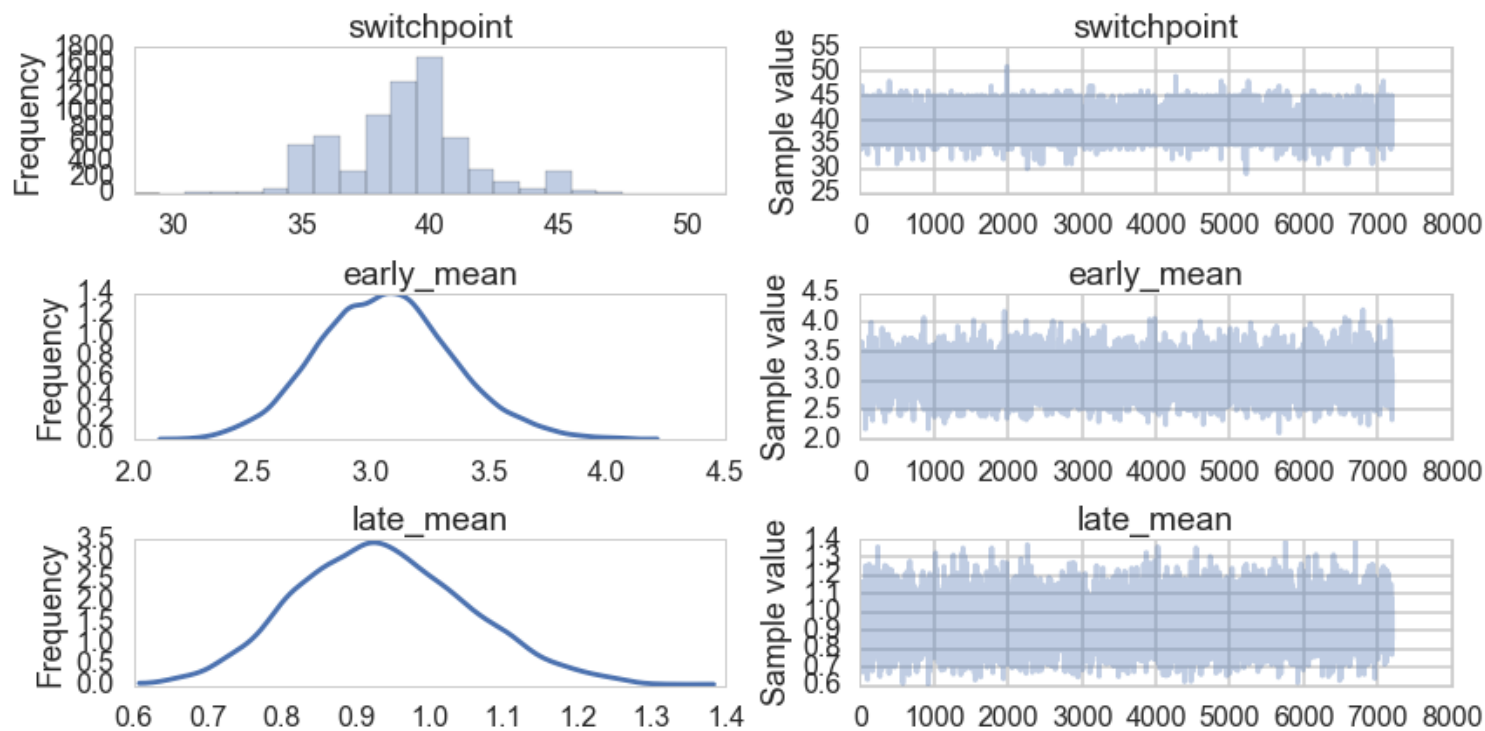 switchpoint
Frequency
1800
1600
1400
1200
1000
800
600
400
200
0
30 35 40 45 50
switchpoint
Sample value
55
50
45
40
35
30
25
0 1000 2000 3000 4000 5000 6000 7000 8000
early_mean
Frequency
1.4
1.2
1.0
0.8
0.6
0.4
0.2
0.0
2.0 2.5 3.0 3.5 4.0 4.5
early_mean
Sample value
4.5
4.0
3.5
3.0
2.5
2.0
0 1000 2000 3000 4000 5000 6000 7000 8000
late_mean
Frequency
3.5
3.0
2.5
2.0
1.5
1.0
0.5
0.0
0.6 0.7 0.8 0.9 1.0 1.1 1.2 1.3 1.4
late_mean
Sample value
1.4
1.3
1.2
1.1
1.0
0.9
0.8
0.7
0.6
0 1000 2000 3000 4000 5000 6000 7000 8000